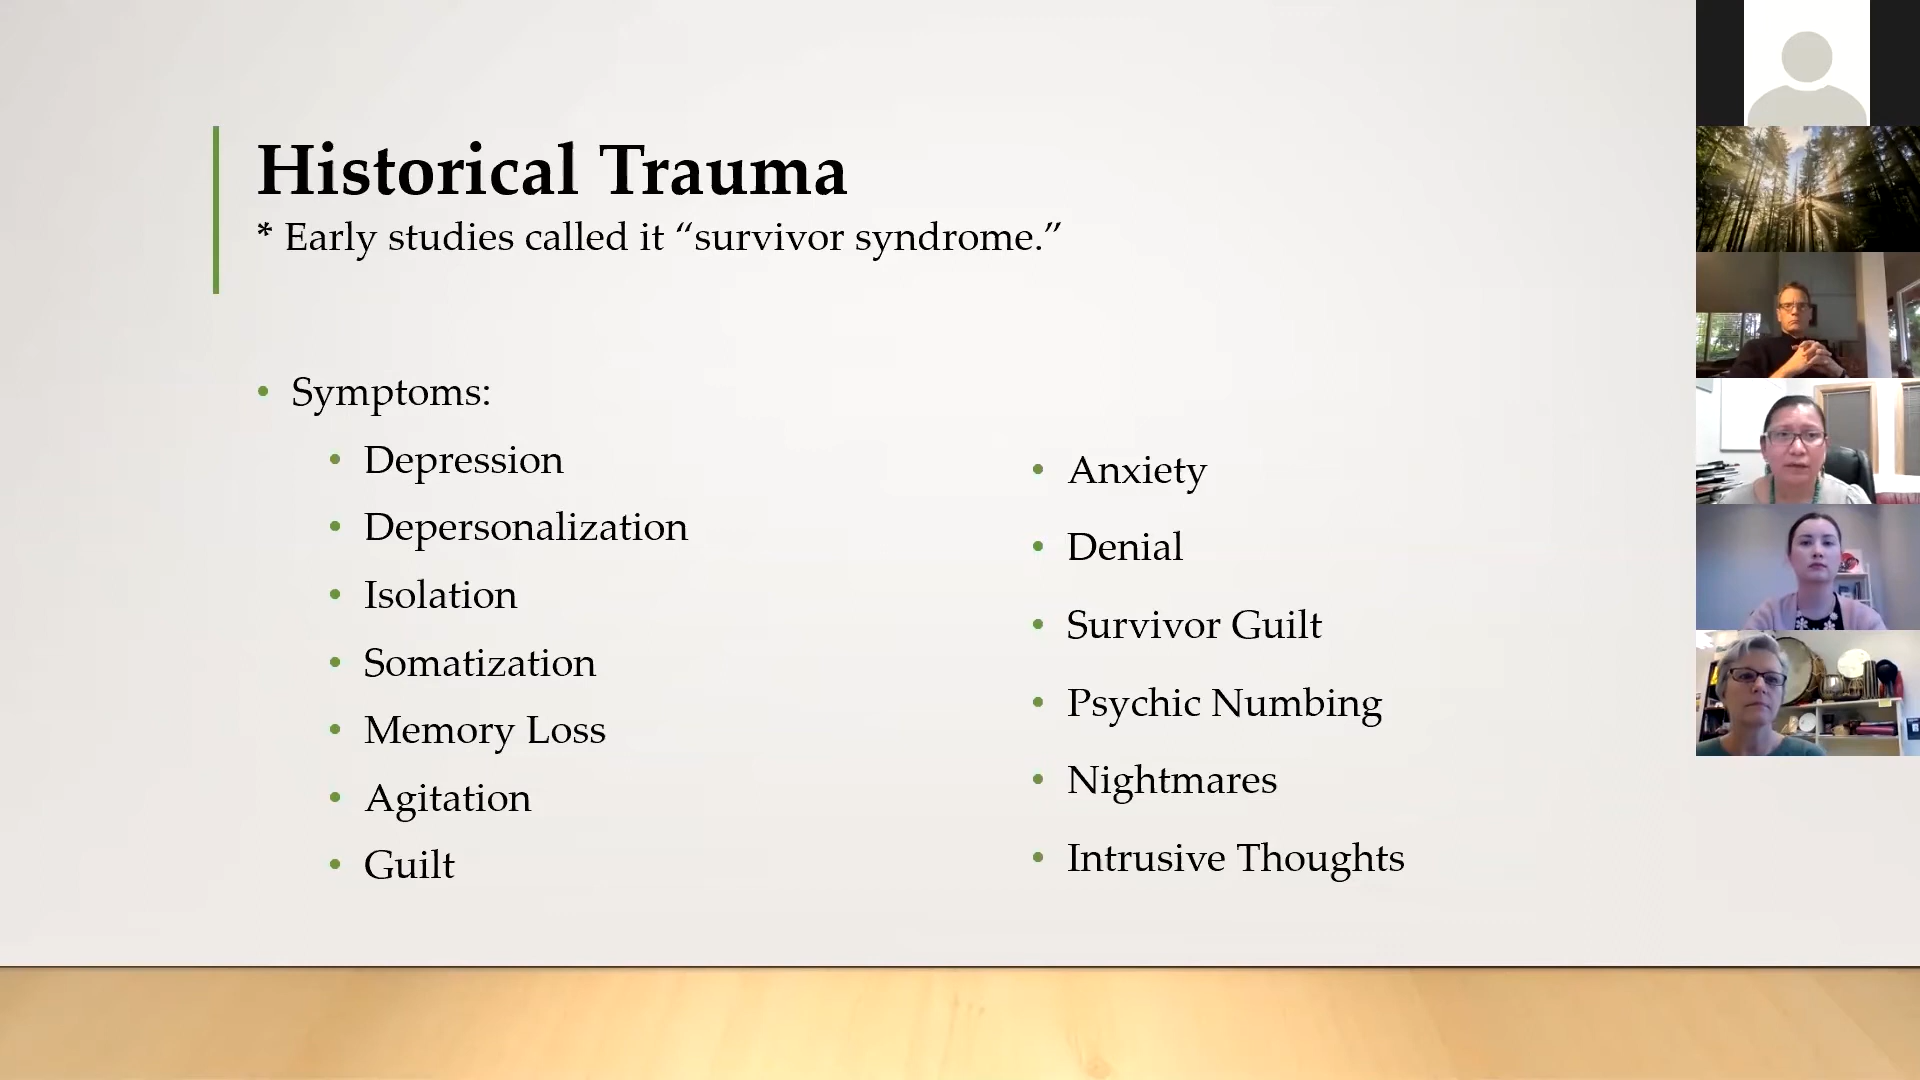 Historical Trauma
* Early studies called it “survivor syndrome.”
• Symptoms:
• Depression
• Depersonalization
• Isolation
• Somatization
• Memory Loss
• Agitation
• Guilt
• Anxiety
• Denial
• Survivor Guilt
• Psychic Numbing
• Nightmares
• Intrusive Thoughts